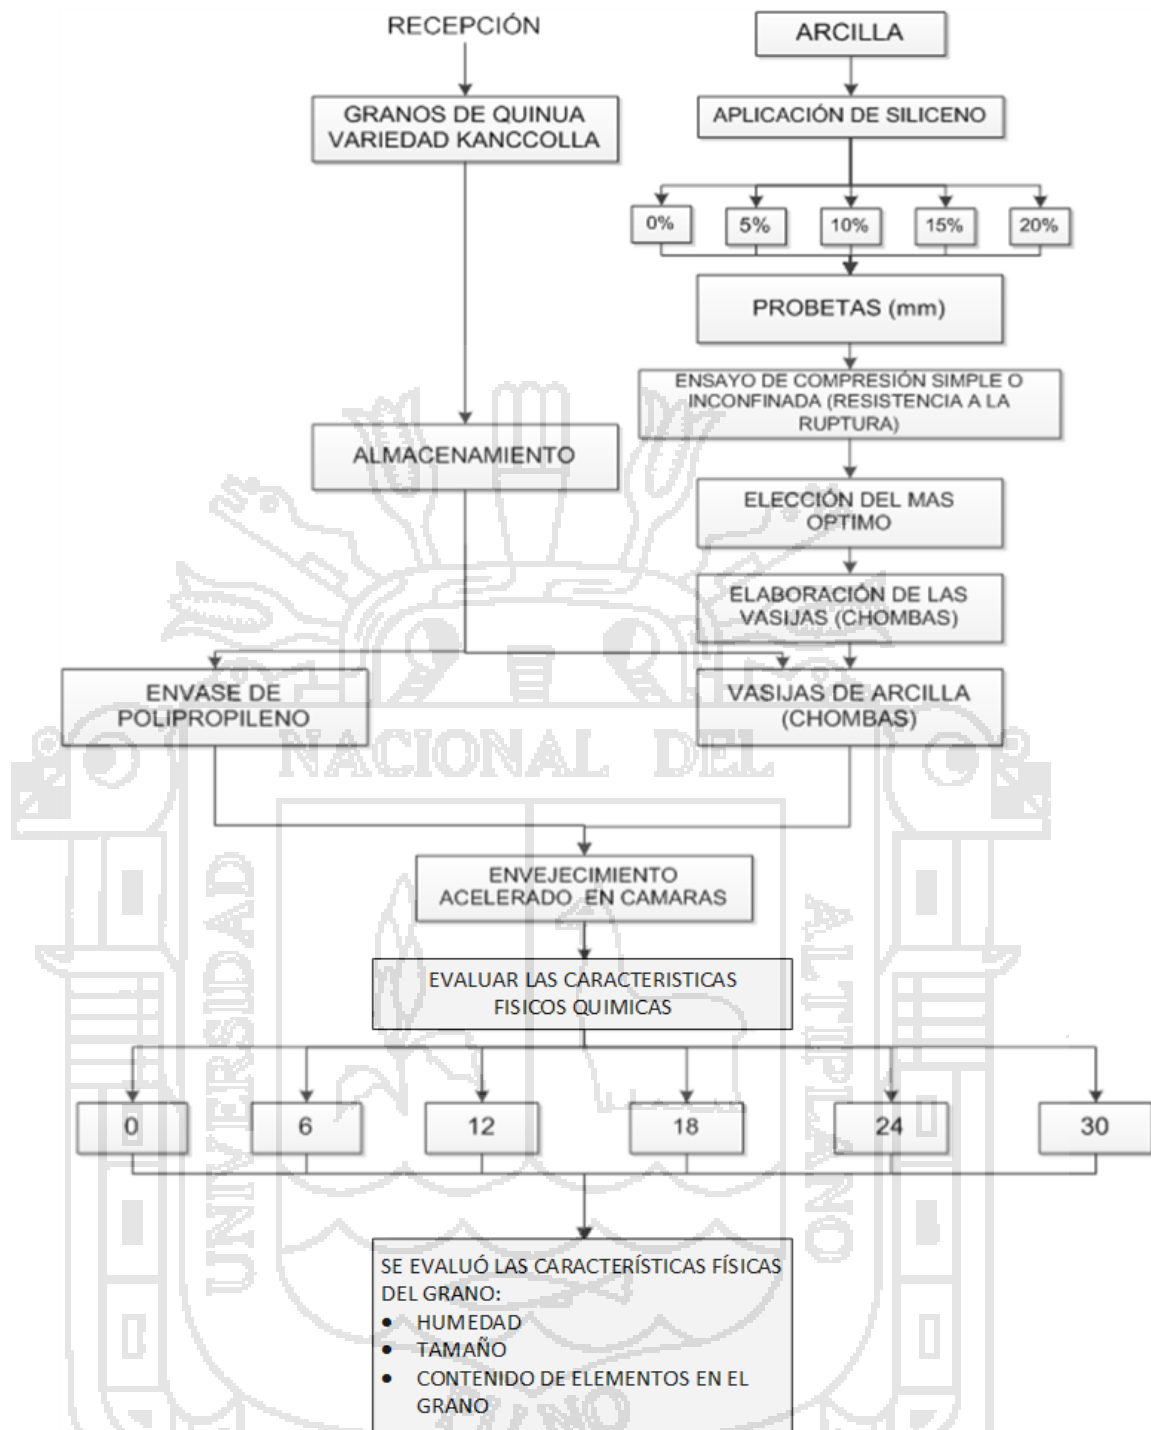 RECEPCIÓN
GRANOS DE QUINUA
VARIEDAD KANCCOLLA
ALMACENAMIENTO
ARCILLA
APLICACIÓN DE SILICENO
0%
5%
10%
15%
20%
PROBETAS (mm)
ENSAYO DE COMPRESIÓN SIMPLE O
INCONFINADA (RESISTENCIA A LA
RUPTURA)
ELECCIÓN DEL MAS
OPTIMO
ELABORACIÓN DE LAS
VASIJAS (CHOMBAS)
ENVASE DE
POLIPROPILENO
VASIJAS DE ARCILLA
(CHOMBAS)
NACIONAL DEL
UNIVERSIDAD
ALTIPLANO
ENVEJECIMIENTO
ACELERADO EN CAMARAS
EVALUAR LAS CARACTERISTICAS
FISICOS QUIMICAS
0
6
12
18
24
30
SE EVALUÓ LAS CARACTERÍSTICAS FÍSICAS
DEL GRANO:
• HUMEDAD
• TAMAÑO
• CONTENIDO DE ELEMENTOS EN EL
GRANO
PUNO